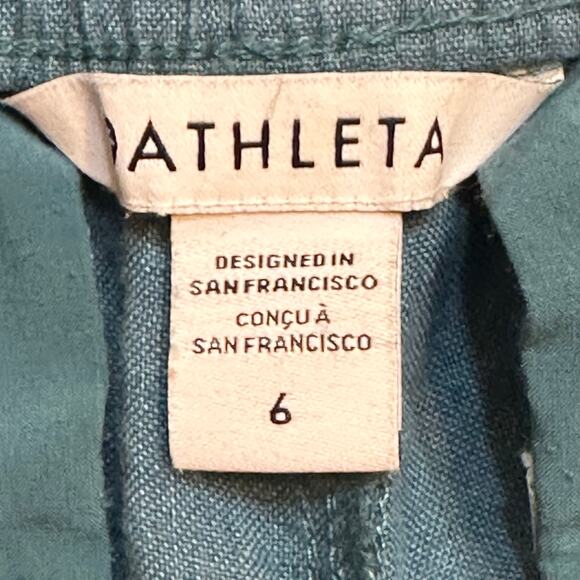 ATHLETA
DESIGNED IN
SAN FRANCISCO
CONÇU À
SAN FRANCISCO
6